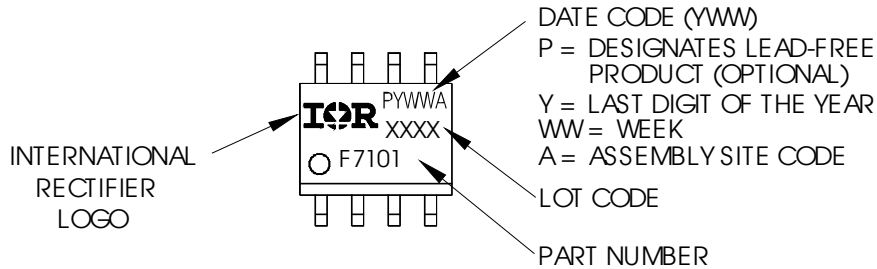 DATE CODE (YWW)
P = DESIGNATES LEAD-FREE
PRODUCT (OPTIONAL)
Y = LAST DIGIT OF THE YEAR
WW = WEEK
A = ASSEMBLY SITE CODE
PYWWA
IOR
XXXX
F7101
INTERNATIONAL
RECTIFIER
LOGO
LOT CODE
PART NUMBER